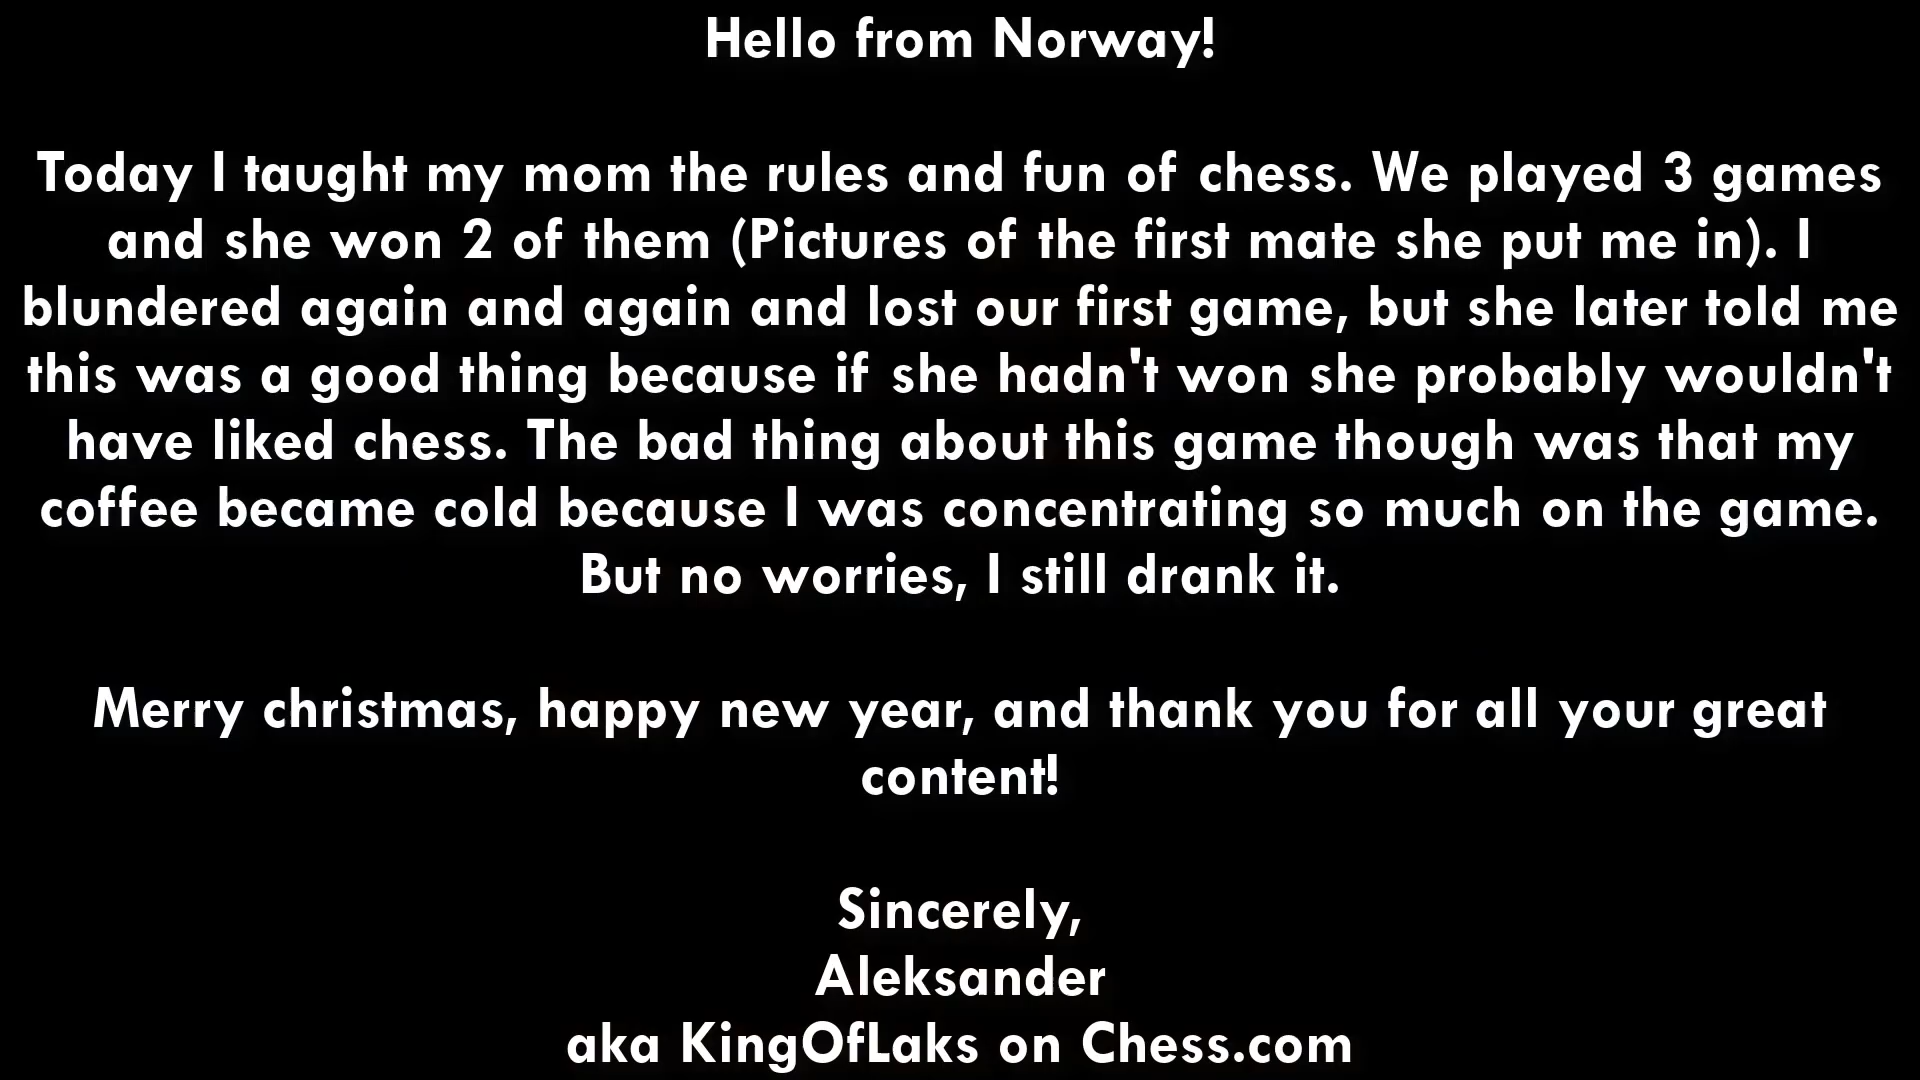 Hello from Norway!
Today I taught my mom the rules and fun of chess. We played 3 games
and she won 2 of them (Pictures of the first mate she put me in). I
blundered again and again and lost our first game, but she later told me
this was a good thing because if she hadn't won she probably wouldn't
have liked chess. The bad thing about this game though was that my
coffee became cold because I was concentrating so much on the game.
But no worries, I still drank it.
Merry christmas, happy new year, and thank you for all your great
content!
Sincerely,
Aleksander
aka KingOfLaks on Chess.com